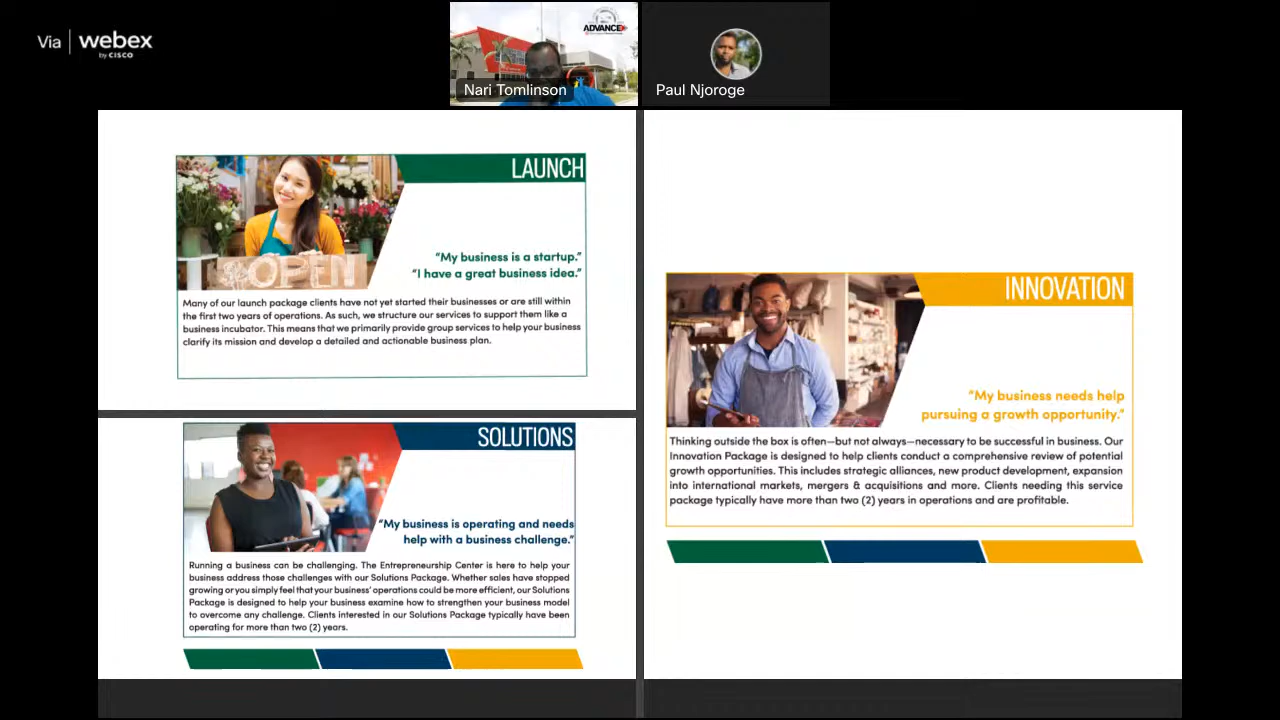 Via webex
by CISCO
ADVANCE
Nari Tomlinson
Paul Njoroge
LAUNCH
OPEN
“My business is a startup.”
“I have a great business idea.”
Many of our launch package clients have not yet started their businesses or are still within
the first two years of operations. As such, we structure our services to support them like a
business incubator. This means that we primarily provide group services to help your business
clarify its mission and develop a detailed and actionable business plan.
SOLUTIONS
“My business is operating and needs
help with a business challenge.”
Running a business can be challenging. The Entrepreneurship Center is here to help your
business address those challenges with our Solutions Package. Whether sales have stopped
growing or you simply feel that your business’ operations could be more efficient, our Solutions
Package is designed to help your business examine how to strengthen your business model
to overcome any challenge. Clients interested in our Solutions Package typically have been
operating for more than two (2) years.
INNOVATION
“My business needs help
pursuing a growth opportunity.”
Thinking outside the box is often—but not always—necessary to be successful in business. Our
Innovation Package is designed to help clients conduct a comprehensive review of potential
growth opportunities. This includes strategic alliances, new product development, expansion
into international markets, mergers & acquisitions and more. Clients needing this service
package typically have more than two (2) years in operations and are profitable.